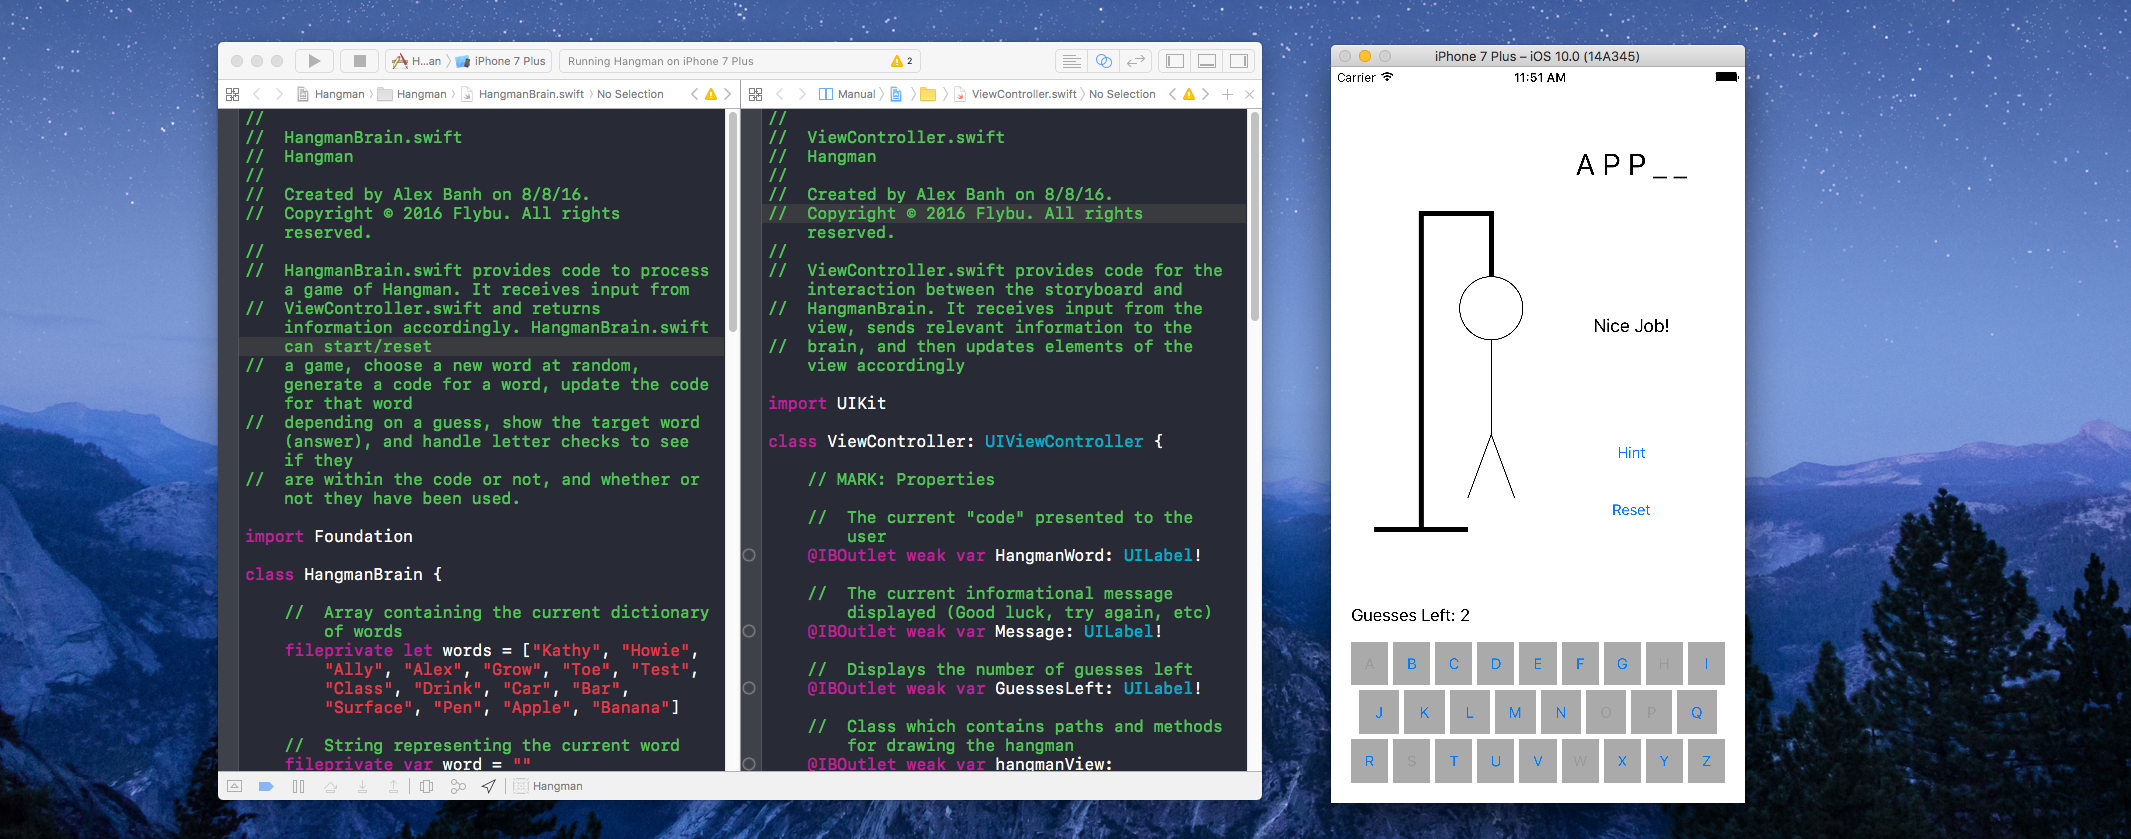 H...an
iPhone 7 Plus
Running Hangman on iPhone 7 Plus
2
Hangman
Hangman
HangmanBrain.swift
No Selection
//
//  HangmanBrain.swift
//  Hangman
//
//  Created by Alex Banh on 8/8/16.
//  Copyright © 2016 Flybu. All rights
reserved.
//
//  HangmanBrain.swift provides code to process
a game of Hangman. It receives input from
//  ViewController.swift and returns
information accordingly. HangmanBrain.swift
can start/reset
//  a game, choose a new word at random,
generate a code for a word, update the code
for that word
//  depending on a guess, show the target word
(answer), and handle letter checks to see
if they
//  are within the code or not, and whether or
not they have been used.
import Foundation
class HangmanBrain {
//  Array containing the current dictionary
of words
fileprivate let words = ["Kathy", "Howie",
"Ally", "Alex", "Grow", "Toe", "Test",
"Class", "Drink", "Car", "Bar",
"Surface", "Pen", "Apple", "Banana"]
//  String representing the current word
fileprivate var word = ""
Hangman
Manual
ViewController.swift
No Selection
//
//  ViewController.swift
//  Hangman
//
//  Created by Alex Banh on 8/8/16.
//  Copyright © 2016 Flybu. All rights
reserved.
//
//  ViewController.swift provides code for the
interaction between the storyboard and
//  HangmanBrain. It receives input from the
view, sends relevant information to the
//  brain, and then updates elements of the
view accordingly
import UIKit
class ViewController: UIViewController {
// MARK: Properties
//  The current "code" presented to the
user
@IBOutlet weak var HangmanWord: UILabel!
//  The current informational message
displayed (Good luck, try again, etc)
@IBOutlet weak var Message: UILabel!
//  Displays the number of guesses left
@IBOutlet weak var GuessesLeft: UILabel!
//  Class which contains paths and methods
for drawing the hangman
@IBOutlet weak var hangmanView:
iPhone 7 Plus – iOS 10.0 (14A345)
Carrier 11:51 AM
A P P _ _
Nice Job!
Hint
Reset
Guesses Left: 2
A B C D E F G H I
J K L M N O P Q
R S T U V W X Y Z